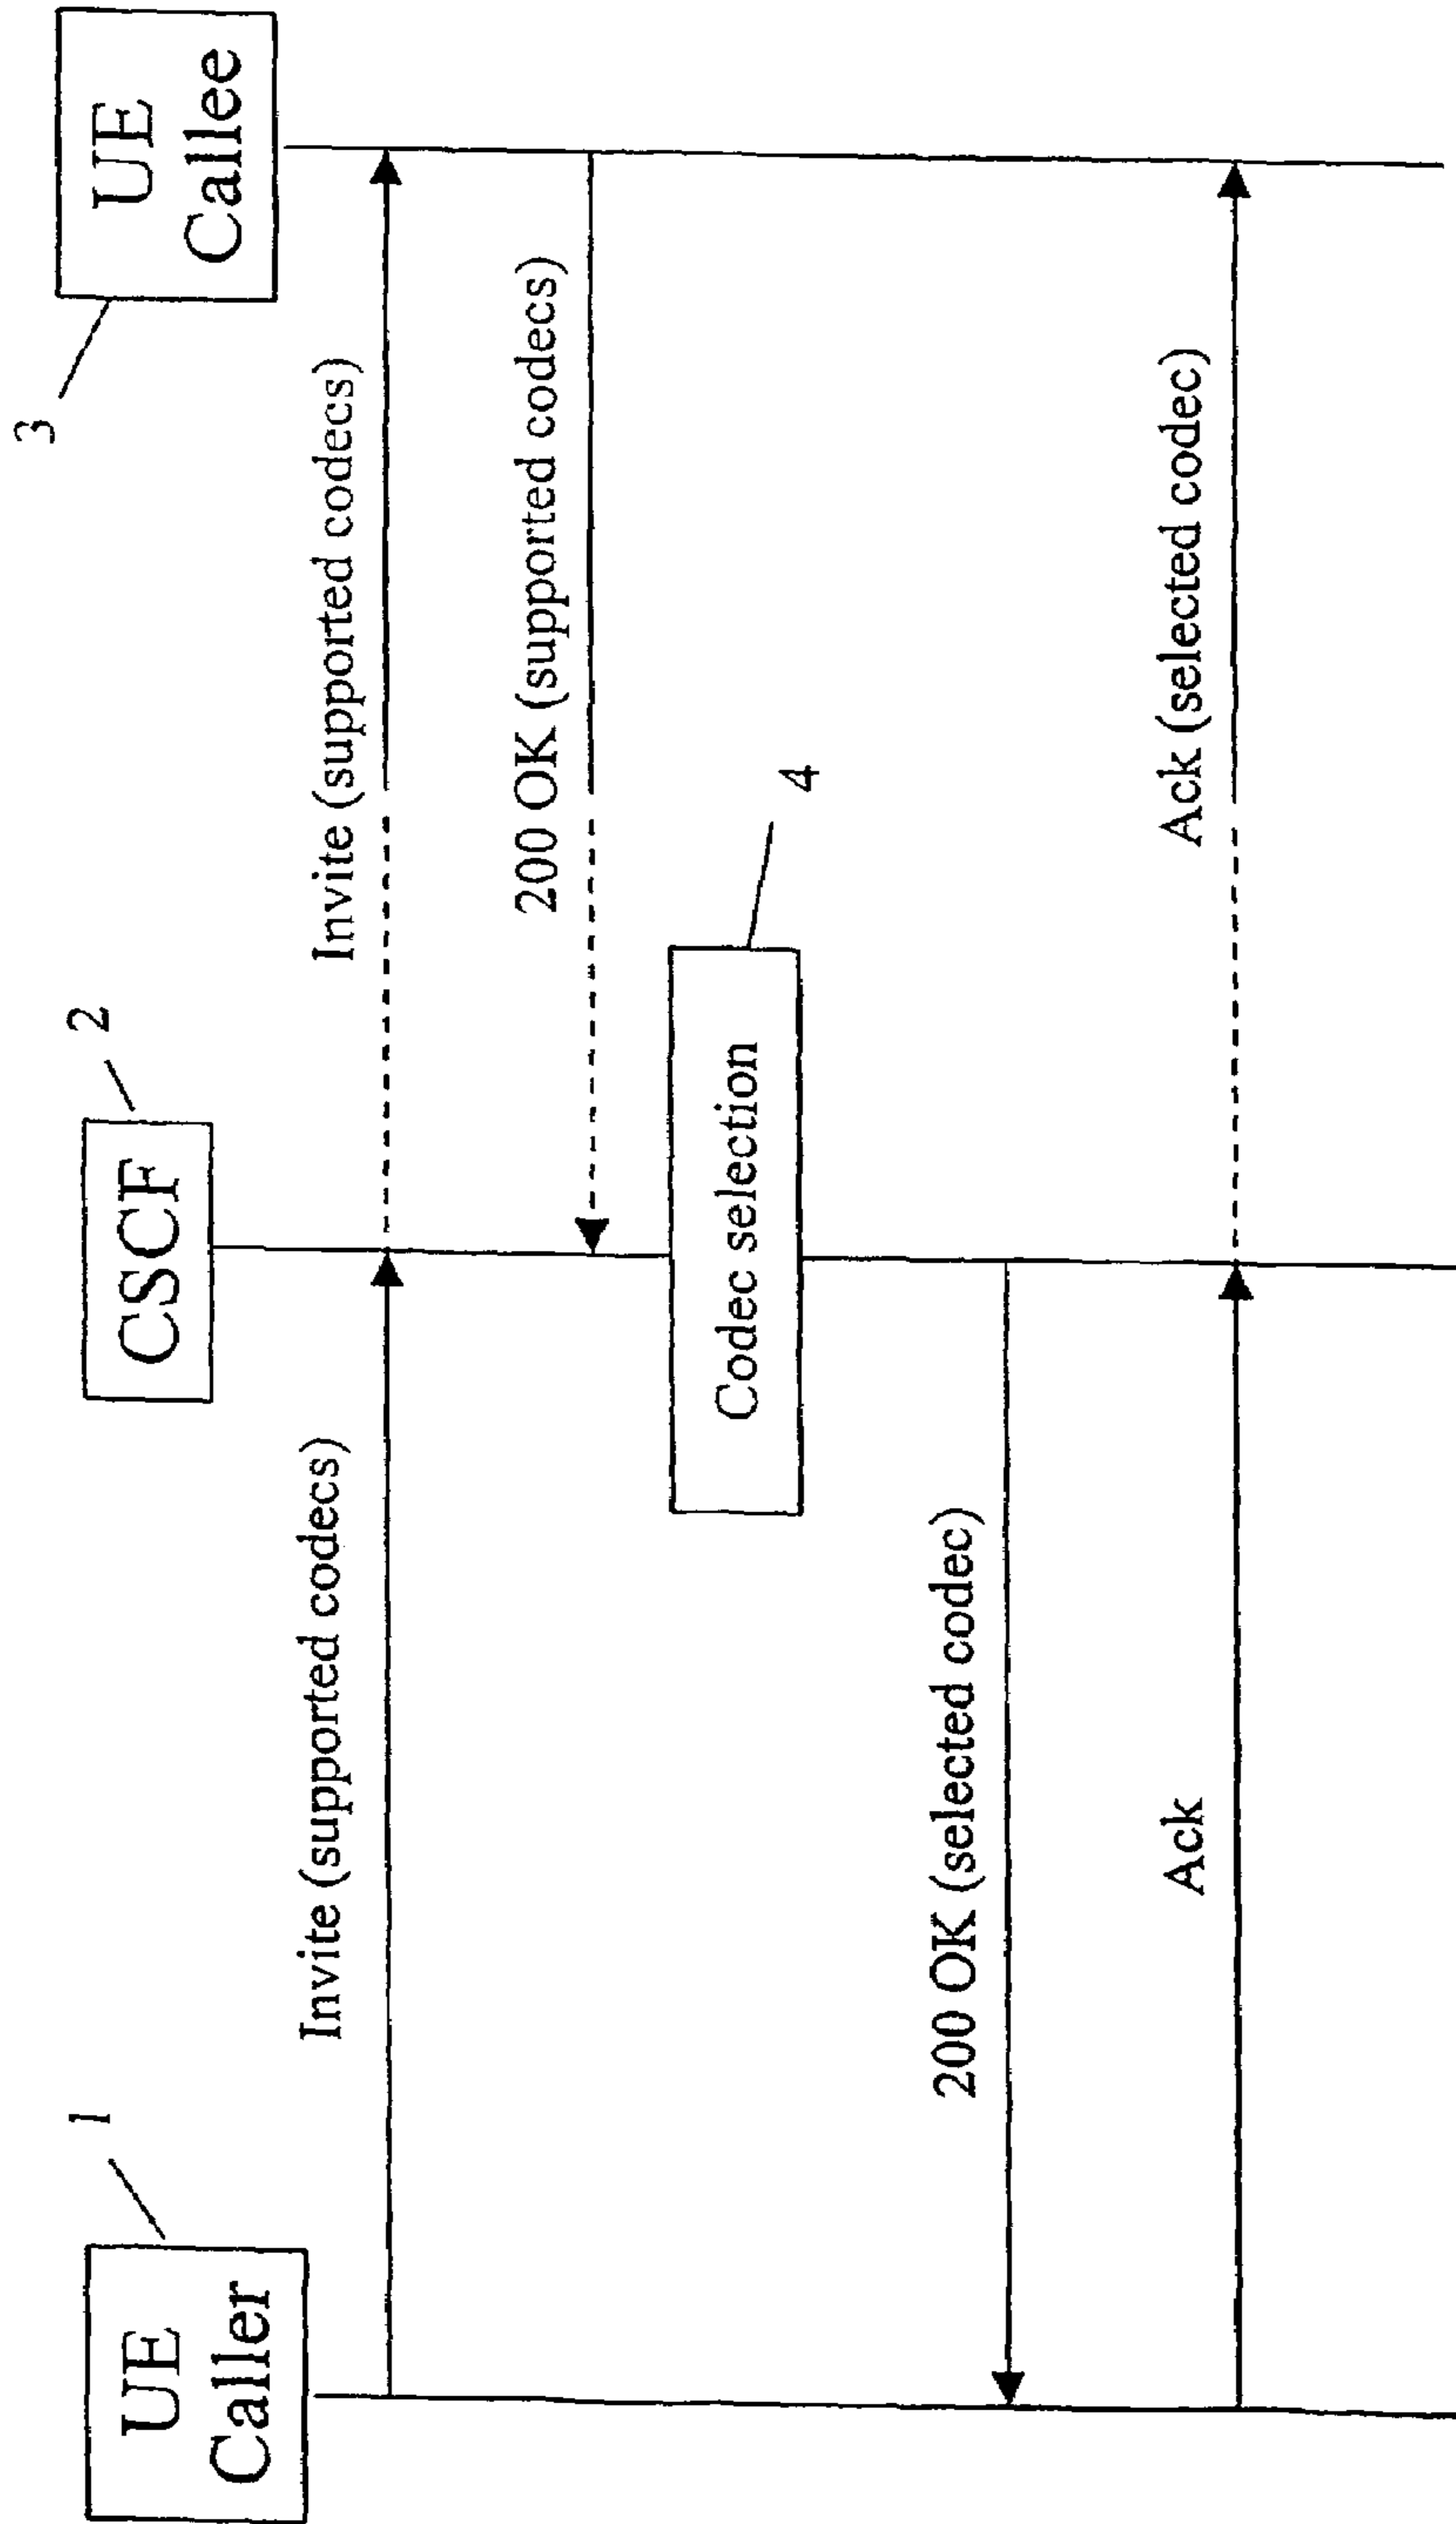 1
UE
Caller
2
CSCF
3
UE
Callee
Invite (supported codecs)
Invite (supported codecs)
200 OK (supported codecs)
Codec selection
4
200 OK (selected codec)
Ack
Ack (selected codec)